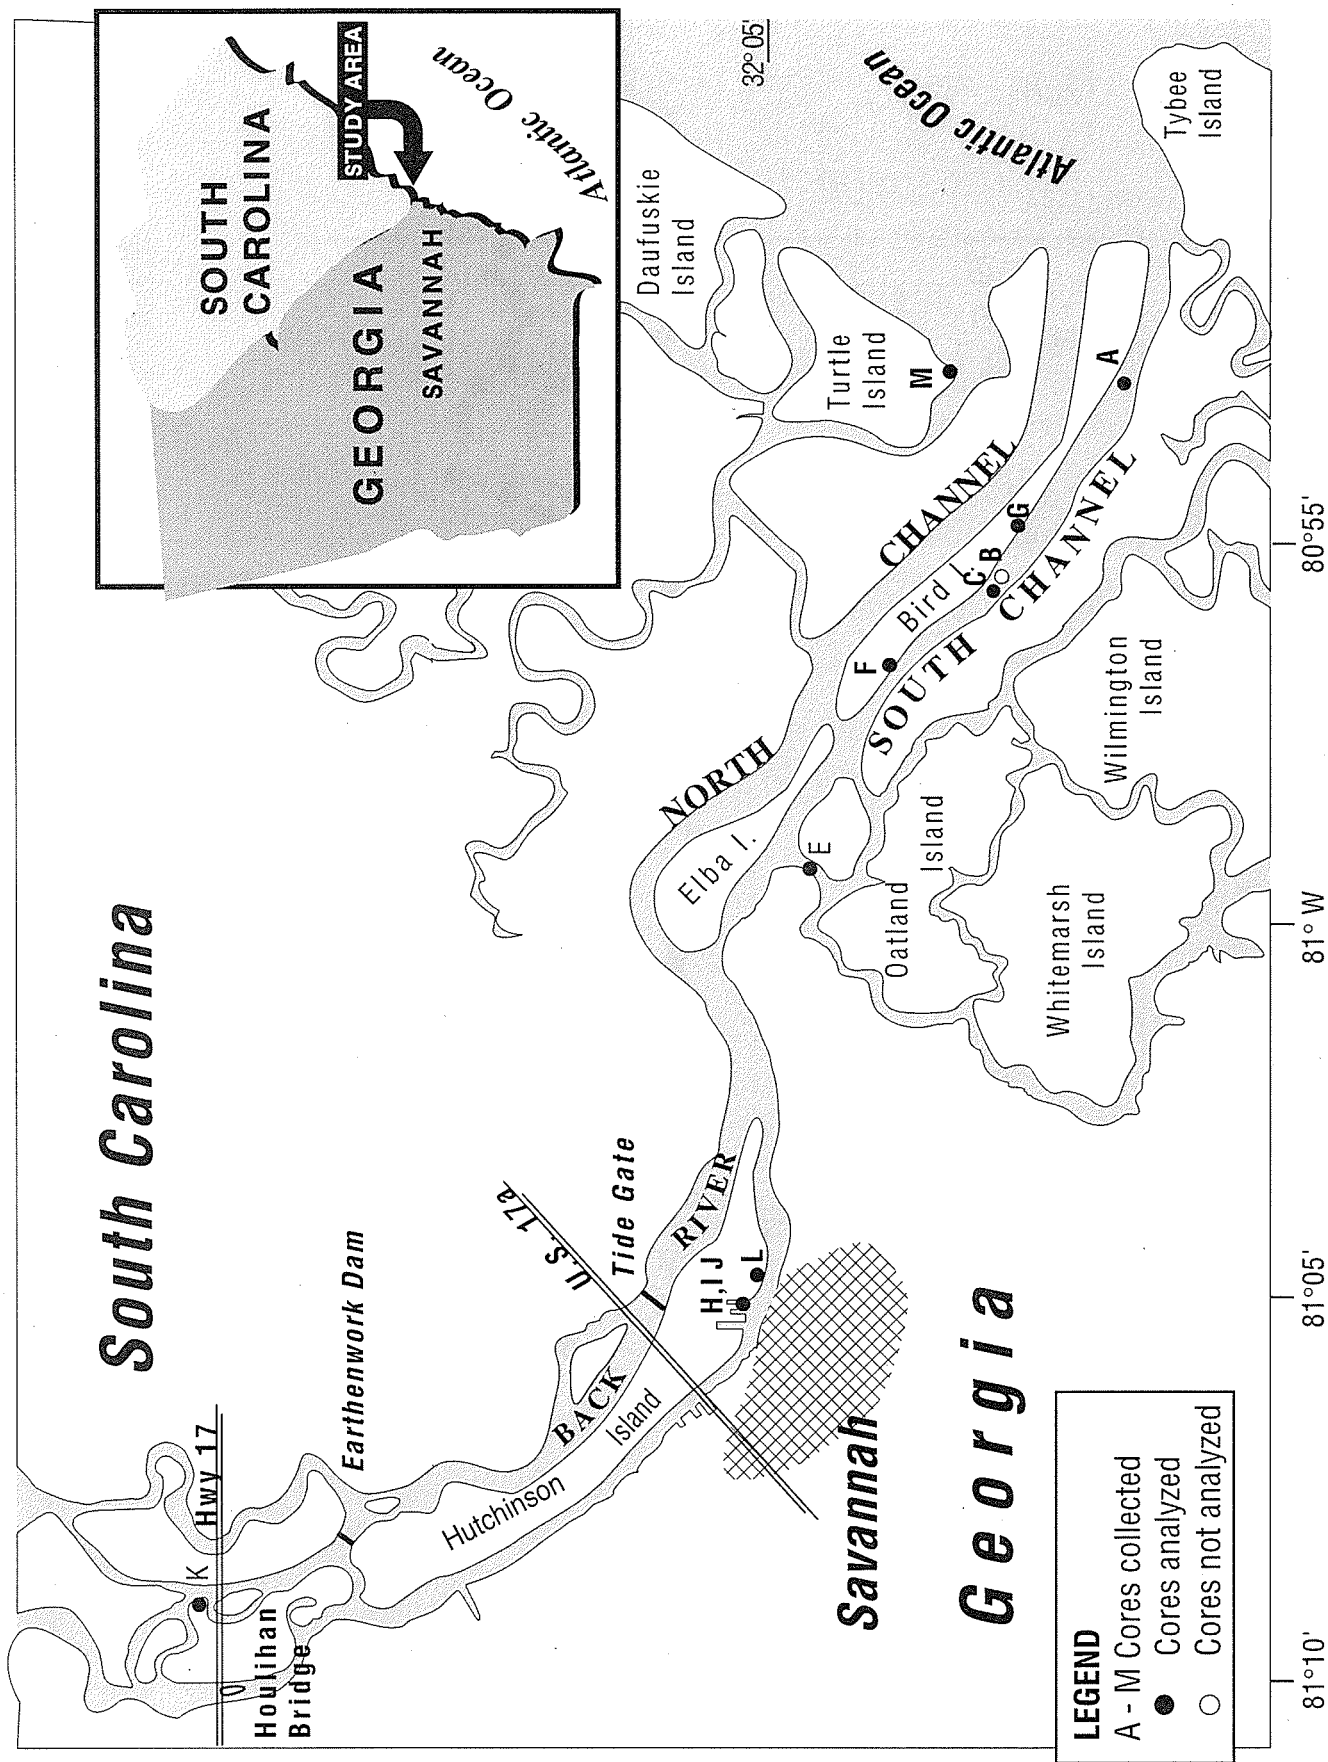 SOUTH
CAROLINA
STUDY AREA
GEORGIA
SAVANNAH
Atlantic Ocean
South Carolina
Hwy 17
K
Houlihan
Bridge
Earthenwork Dam
U.S. 17a
Tide Gate
BACK RIVER
Hutchinson Island
H,I J
L
Savannah
Georgia
NORTH CHANNEL
Elba I.
E
Oatland
Island
Whitemarsh
Island
Wilmington
Island
SOUTH CHANNEL
F
Bird I.
C
B
G
A
M
Turtle
Island
Daufuskie
Island
Atlantic Ocean
Tybee
Island
32° 05'
81°10'
81°05'
81° W
80°55'
LEGEND
A - M Cores collected
Cores analyzed
Cores not analyzed